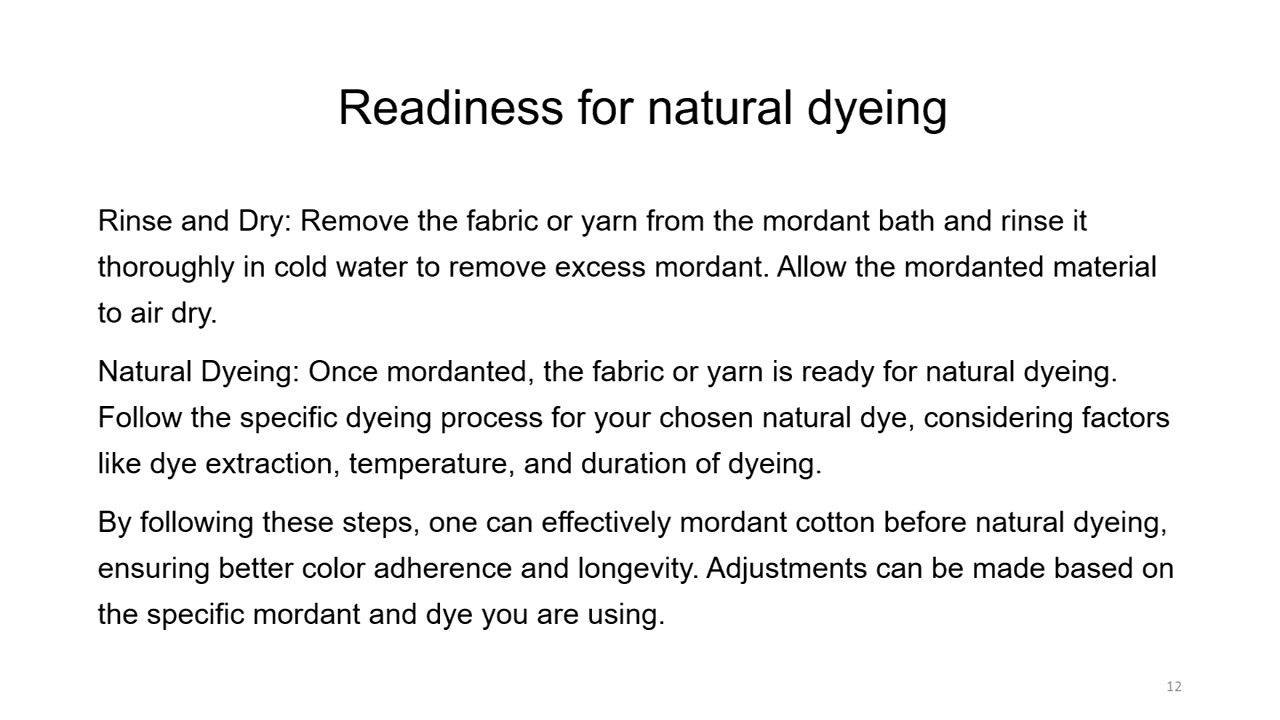 Readiness for natural dyeing
Rinse and Dry: Remove the fabric or yarn from the mordant bath and rinse it
thoroughly in cold water to remove excess mordant. Allow the mordanted material
to air dry.
Natural Dyeing: Once mordanted, the fabric or yarn is ready for natural dyeing.
Follow the specific dyeing process for your chosen natural dye, considering factors
like dye extraction, temperature, and duration of dyeing.
By following these steps, one can effectively mordant cotton before natural dyeing,
ensuring better color adherence and longevity. Adjustments can be made based on
the specific mordant and dye you are using.
12